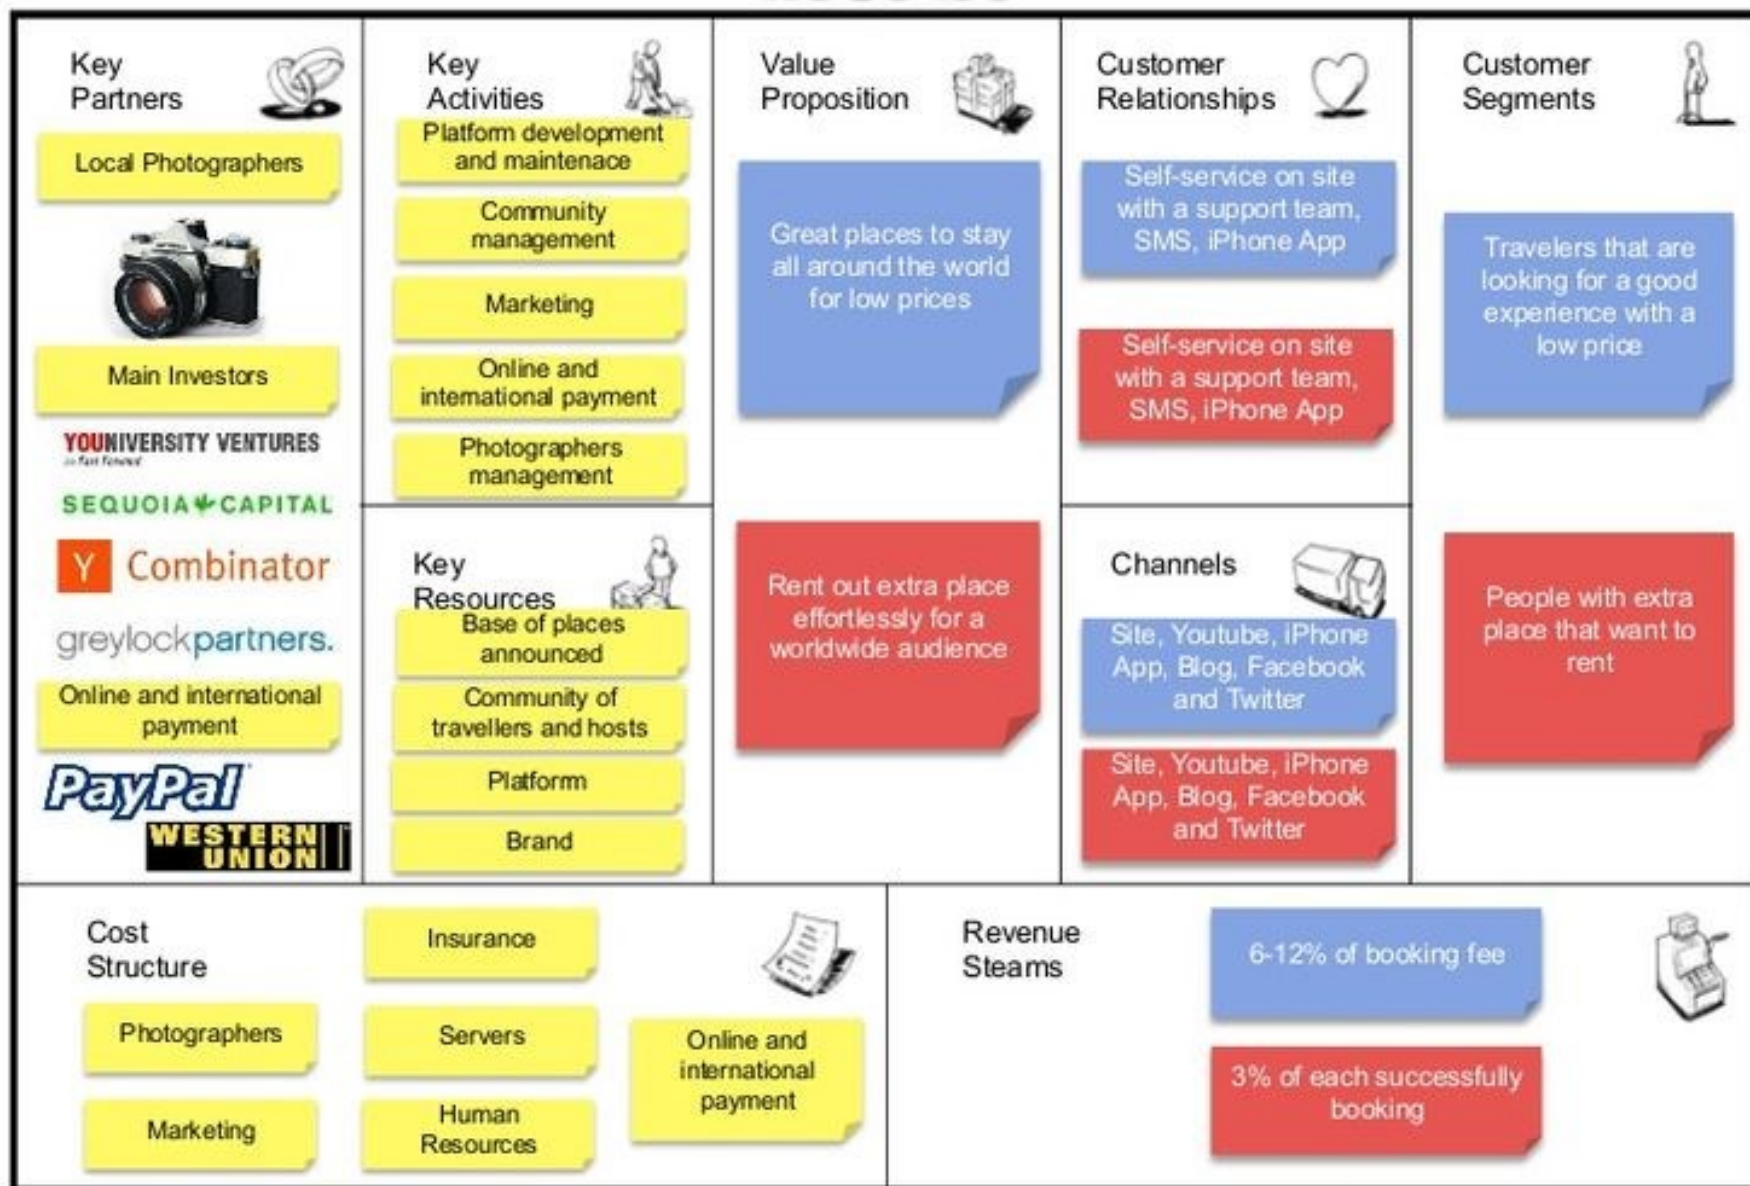 Key
Partners
Local Photographers
Main Investors
YOUNIVERSITY VENTURES
SEQUOIA CAPITAL
Y Combinator
greylockpartners.
Online and international
payment
PayPal
WESTERN
UNION
Key
Activities
Platform development
and maintenace
Community
management
Marketing
Online and
international payment
Photographers
management
Key
Resources
Base of places
announced
Community of
travellers and hosts
Platform
Brand
Value
Proposition
Great places to stay
all around the world
for low prices
Rent out extra place
effortlessly for a
worldwide audience
Customer
Relationships
Self-service on site
with a support team,
SMS, iPhone App
Self-service on site
with a support team,
SMS, iPhone App
Channels
Site, Youtube, iPhone
App, Blog, Facebook
and Twitter
Site, Youtube, iPhone
App, Blog, Facebook
and Twitter
Customer
Segments
Travelers that are
looking for a good
experience with a
low price
People with extra
place that want to
rent
Cost
Structure
Photographers
Marketing
Insurance
Servers
Human
Resources
Online and
international
payment
Revenue
Steams
6-12% of booking fee
3% of each successfully
booking